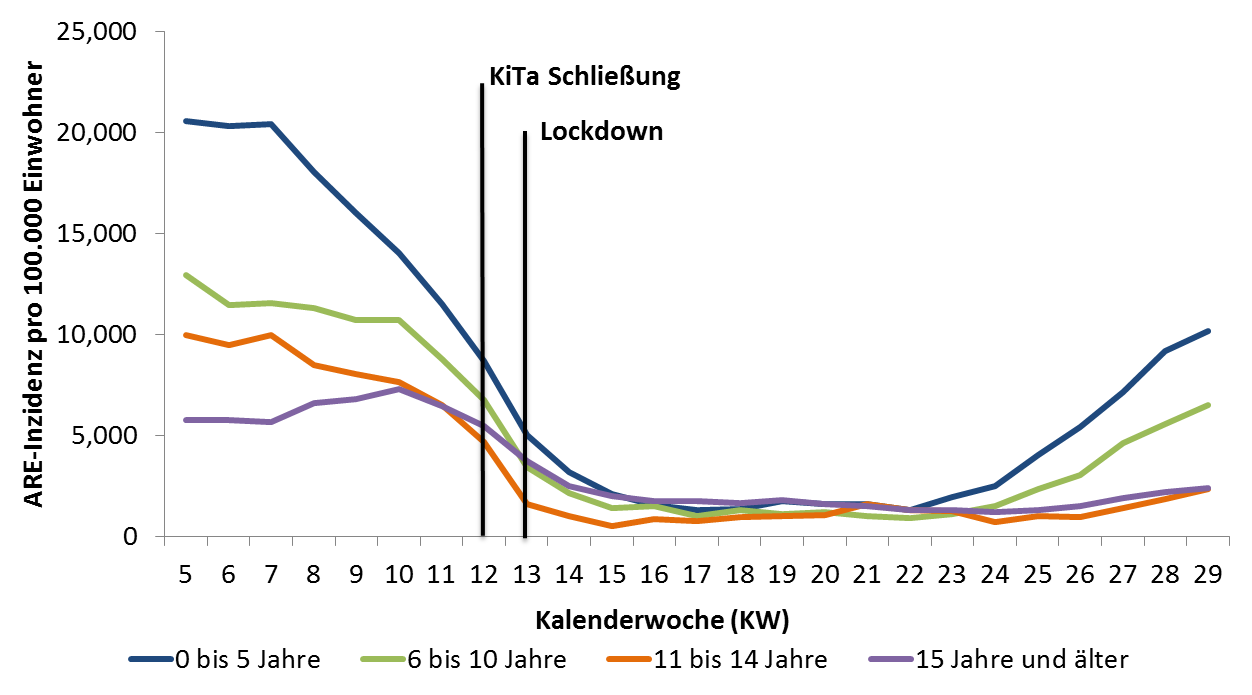 ARE-Inzidenz pro 100.000 Einwohner
25,000
20,000
15,000
10,000
5,000
0
KiTa Schließung
Lockdown
5 6 7 8 9 10 11 12 13 14 15 16 17 18 19 20 21 22 23 24 25 26 27 28 29
Kalenderwoche (KW)
0 bis 5 Jahre 6 bis 10 Jahre 11 bis 14 Jahre 15 Jahre und älter